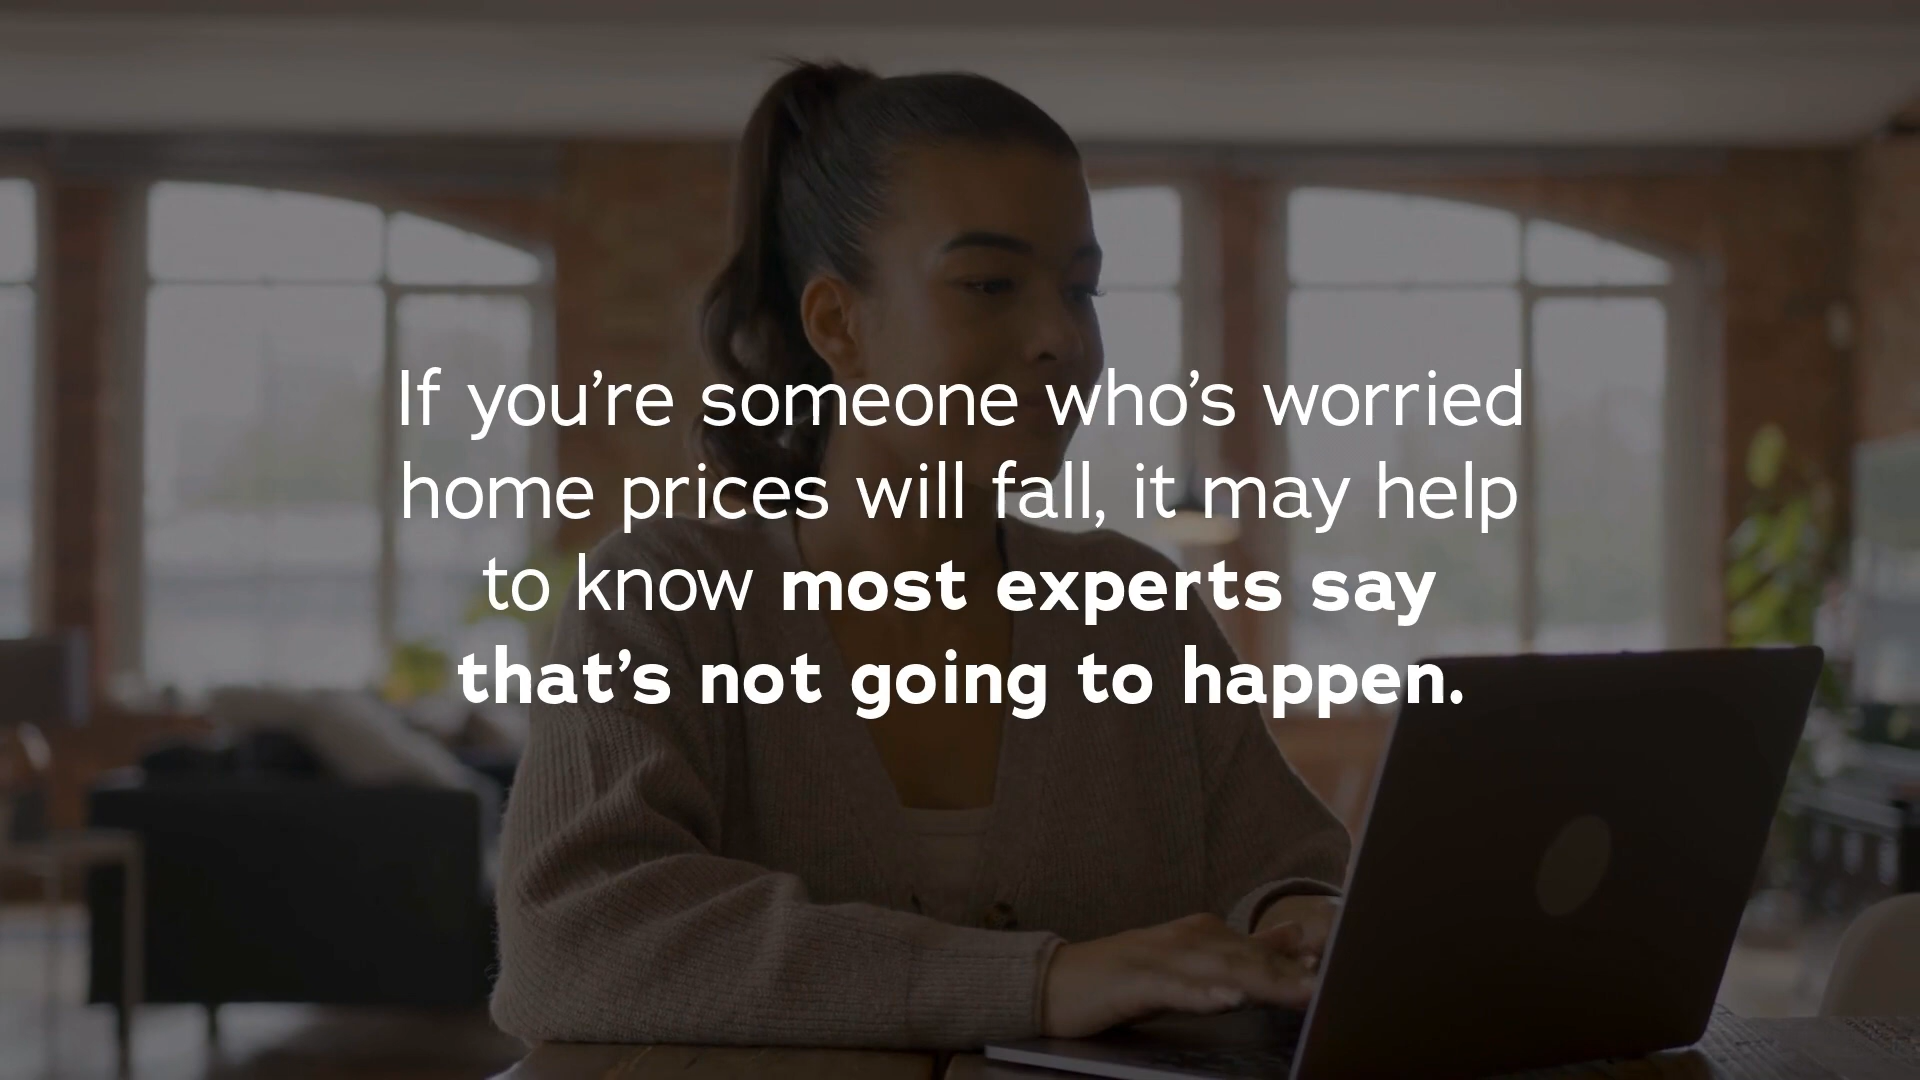 If you’re someone who’s worried
home prices will fall, it may help
to know most experts say
that’s not going to happen.